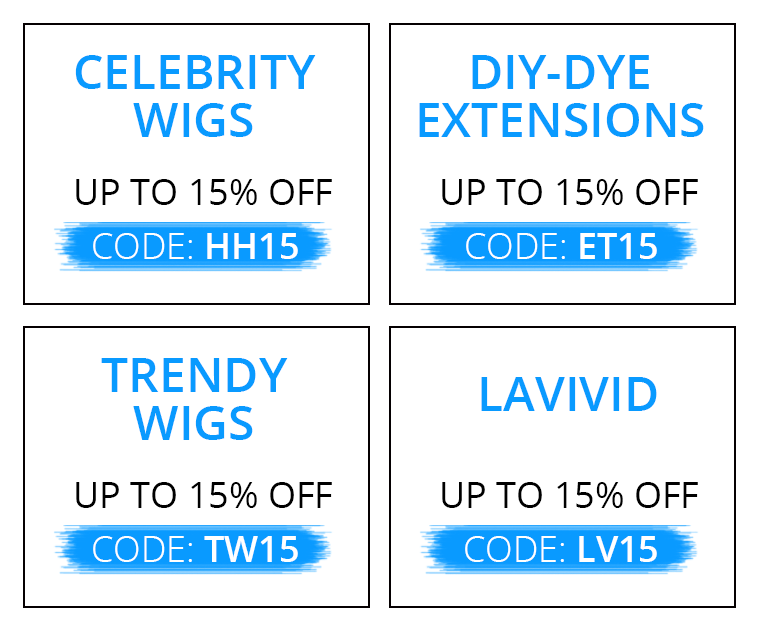 CELEBRITY
WIGS
UP TO 15% OFF
CODE: HH15
DIY-DYE
EXTENSIONS
UP TO 15% OFF
CODE: ET15
TRENDY
WIGS
UP TO 15% OFF
CODE: TW15
LAVIVID
UP TO 15% OFF
CODE: LV15